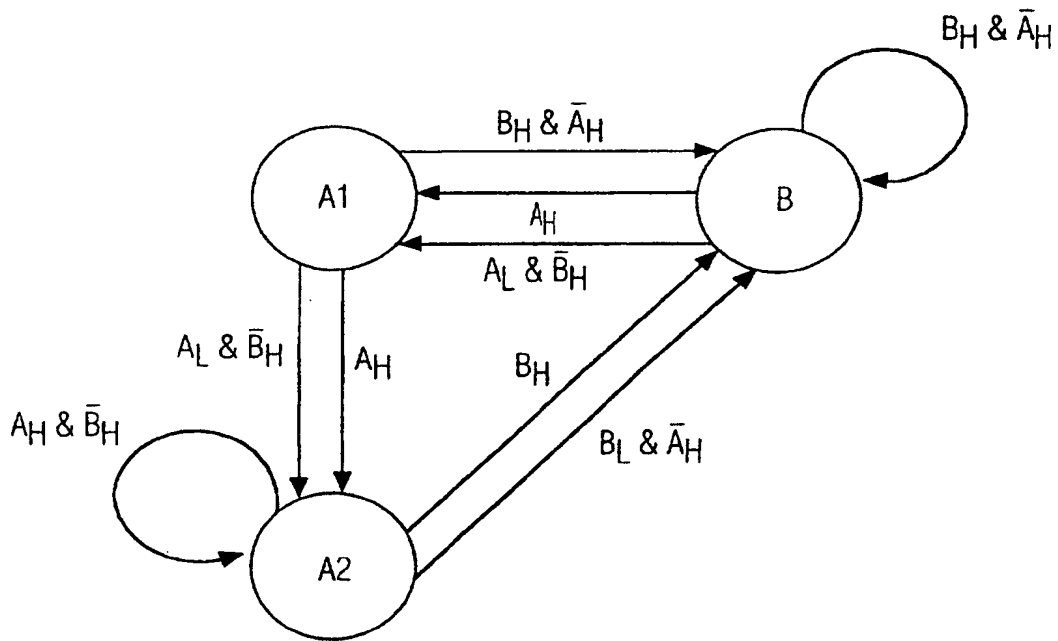 B_H & Ā_H
B_H & Ā_H
A1
B
A_H
A_L & B̄_H
A_L & B̄_H
A_H
B_H
A_H & B̄_H
B_L & Ā_H
A2